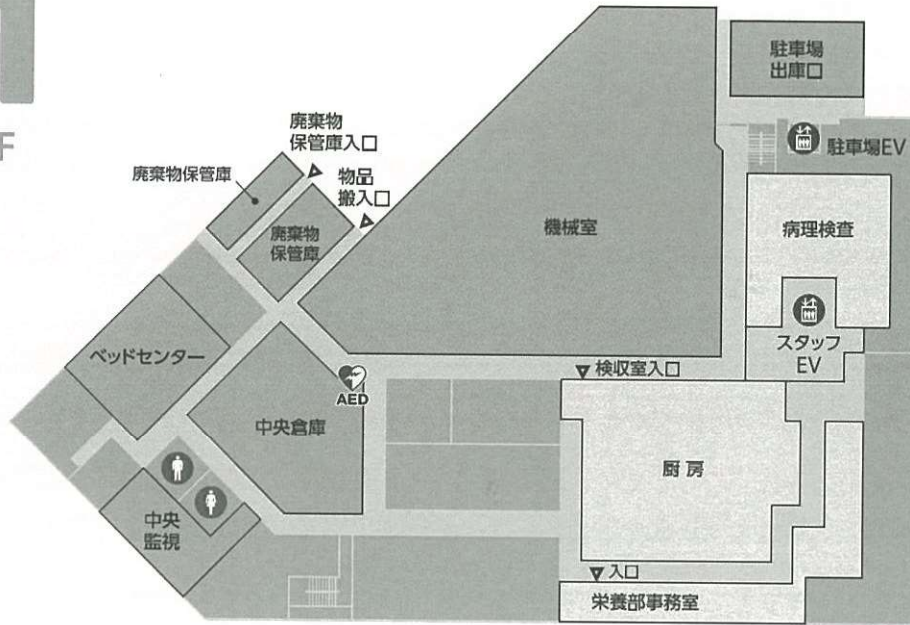 F
駐車場
出庫口
廃棄物
保管庫入口
駐車場EV
廃棄物保管庫
物品
搬入口
機械室
病理検査
廃棄物
保管庫
スタッフ
EV
ベッドセンター
検収室入口
AED
中央倉庫
厨房
中央
監視
入口
栄養部事務室